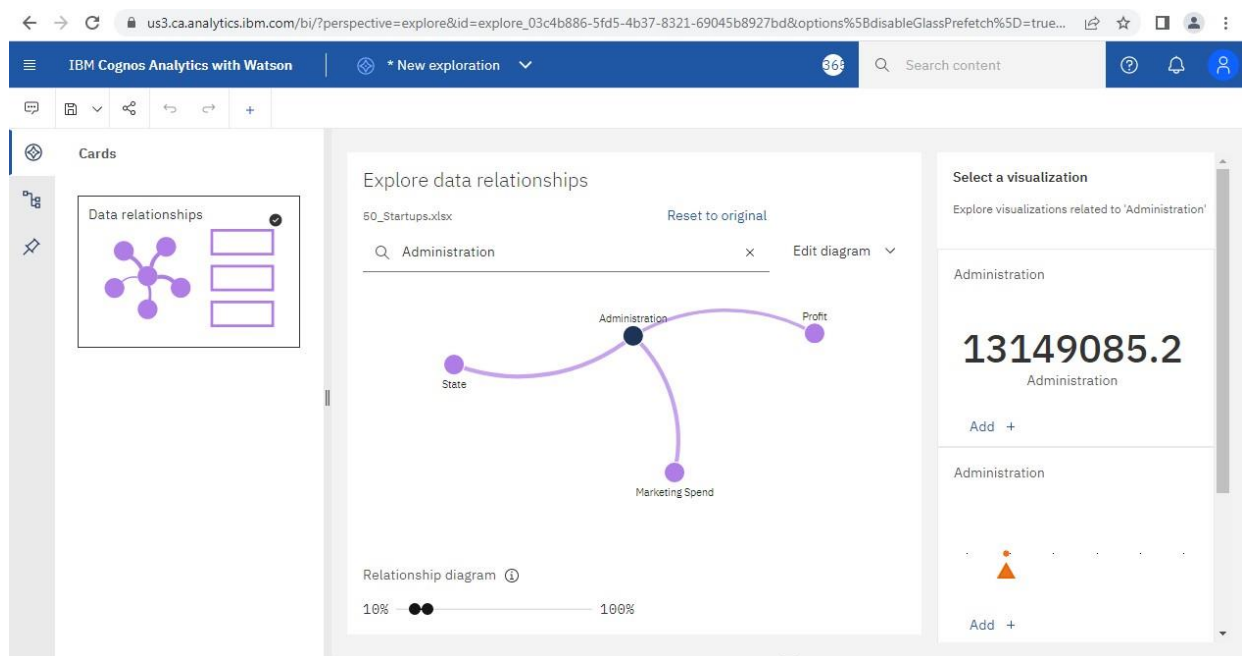 us3.ca.analytics.ibm.com/bi/?perspective=explore&id=explore_03c4b886-5fd5-4b37-8321-69045b8927bd&options%5BdisableGlassPrefetch%5D=true...
IBM Cognos Analytics with Watson
* New exploration
365
Search content
Cards
Data relationships
Explore data relationships
50_Startups.xlsx
Reset to original
Administration
Edit diagram
Administration
Profit
State
Marketing Spend
Relationship diagram
10%
100%
Select a visualization
Explore visualizations related to 'Administration'
Administration
13149085.2
Administration
Add +
Administration
Add +